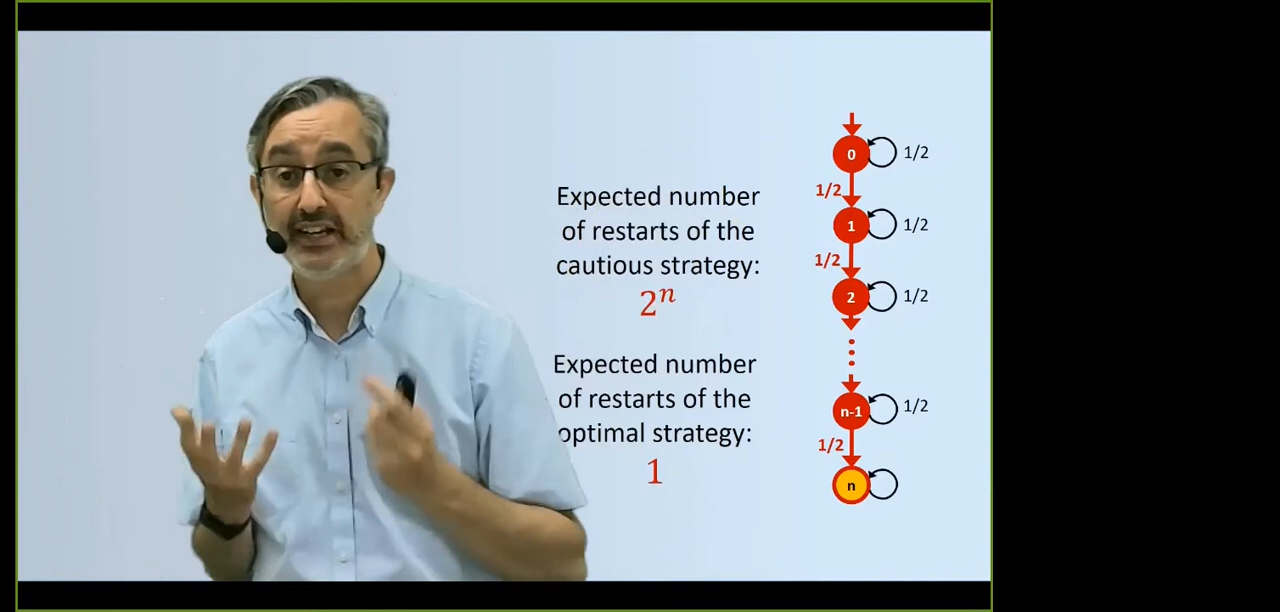 Expected number
of restarts of the
cautious strategy:
2^n
Expected number
of restarts of the
optimal strategy:
1
0 1/2
1/2
1 1/2
1/2
2 1/2
n-1 1/2
1/2
n